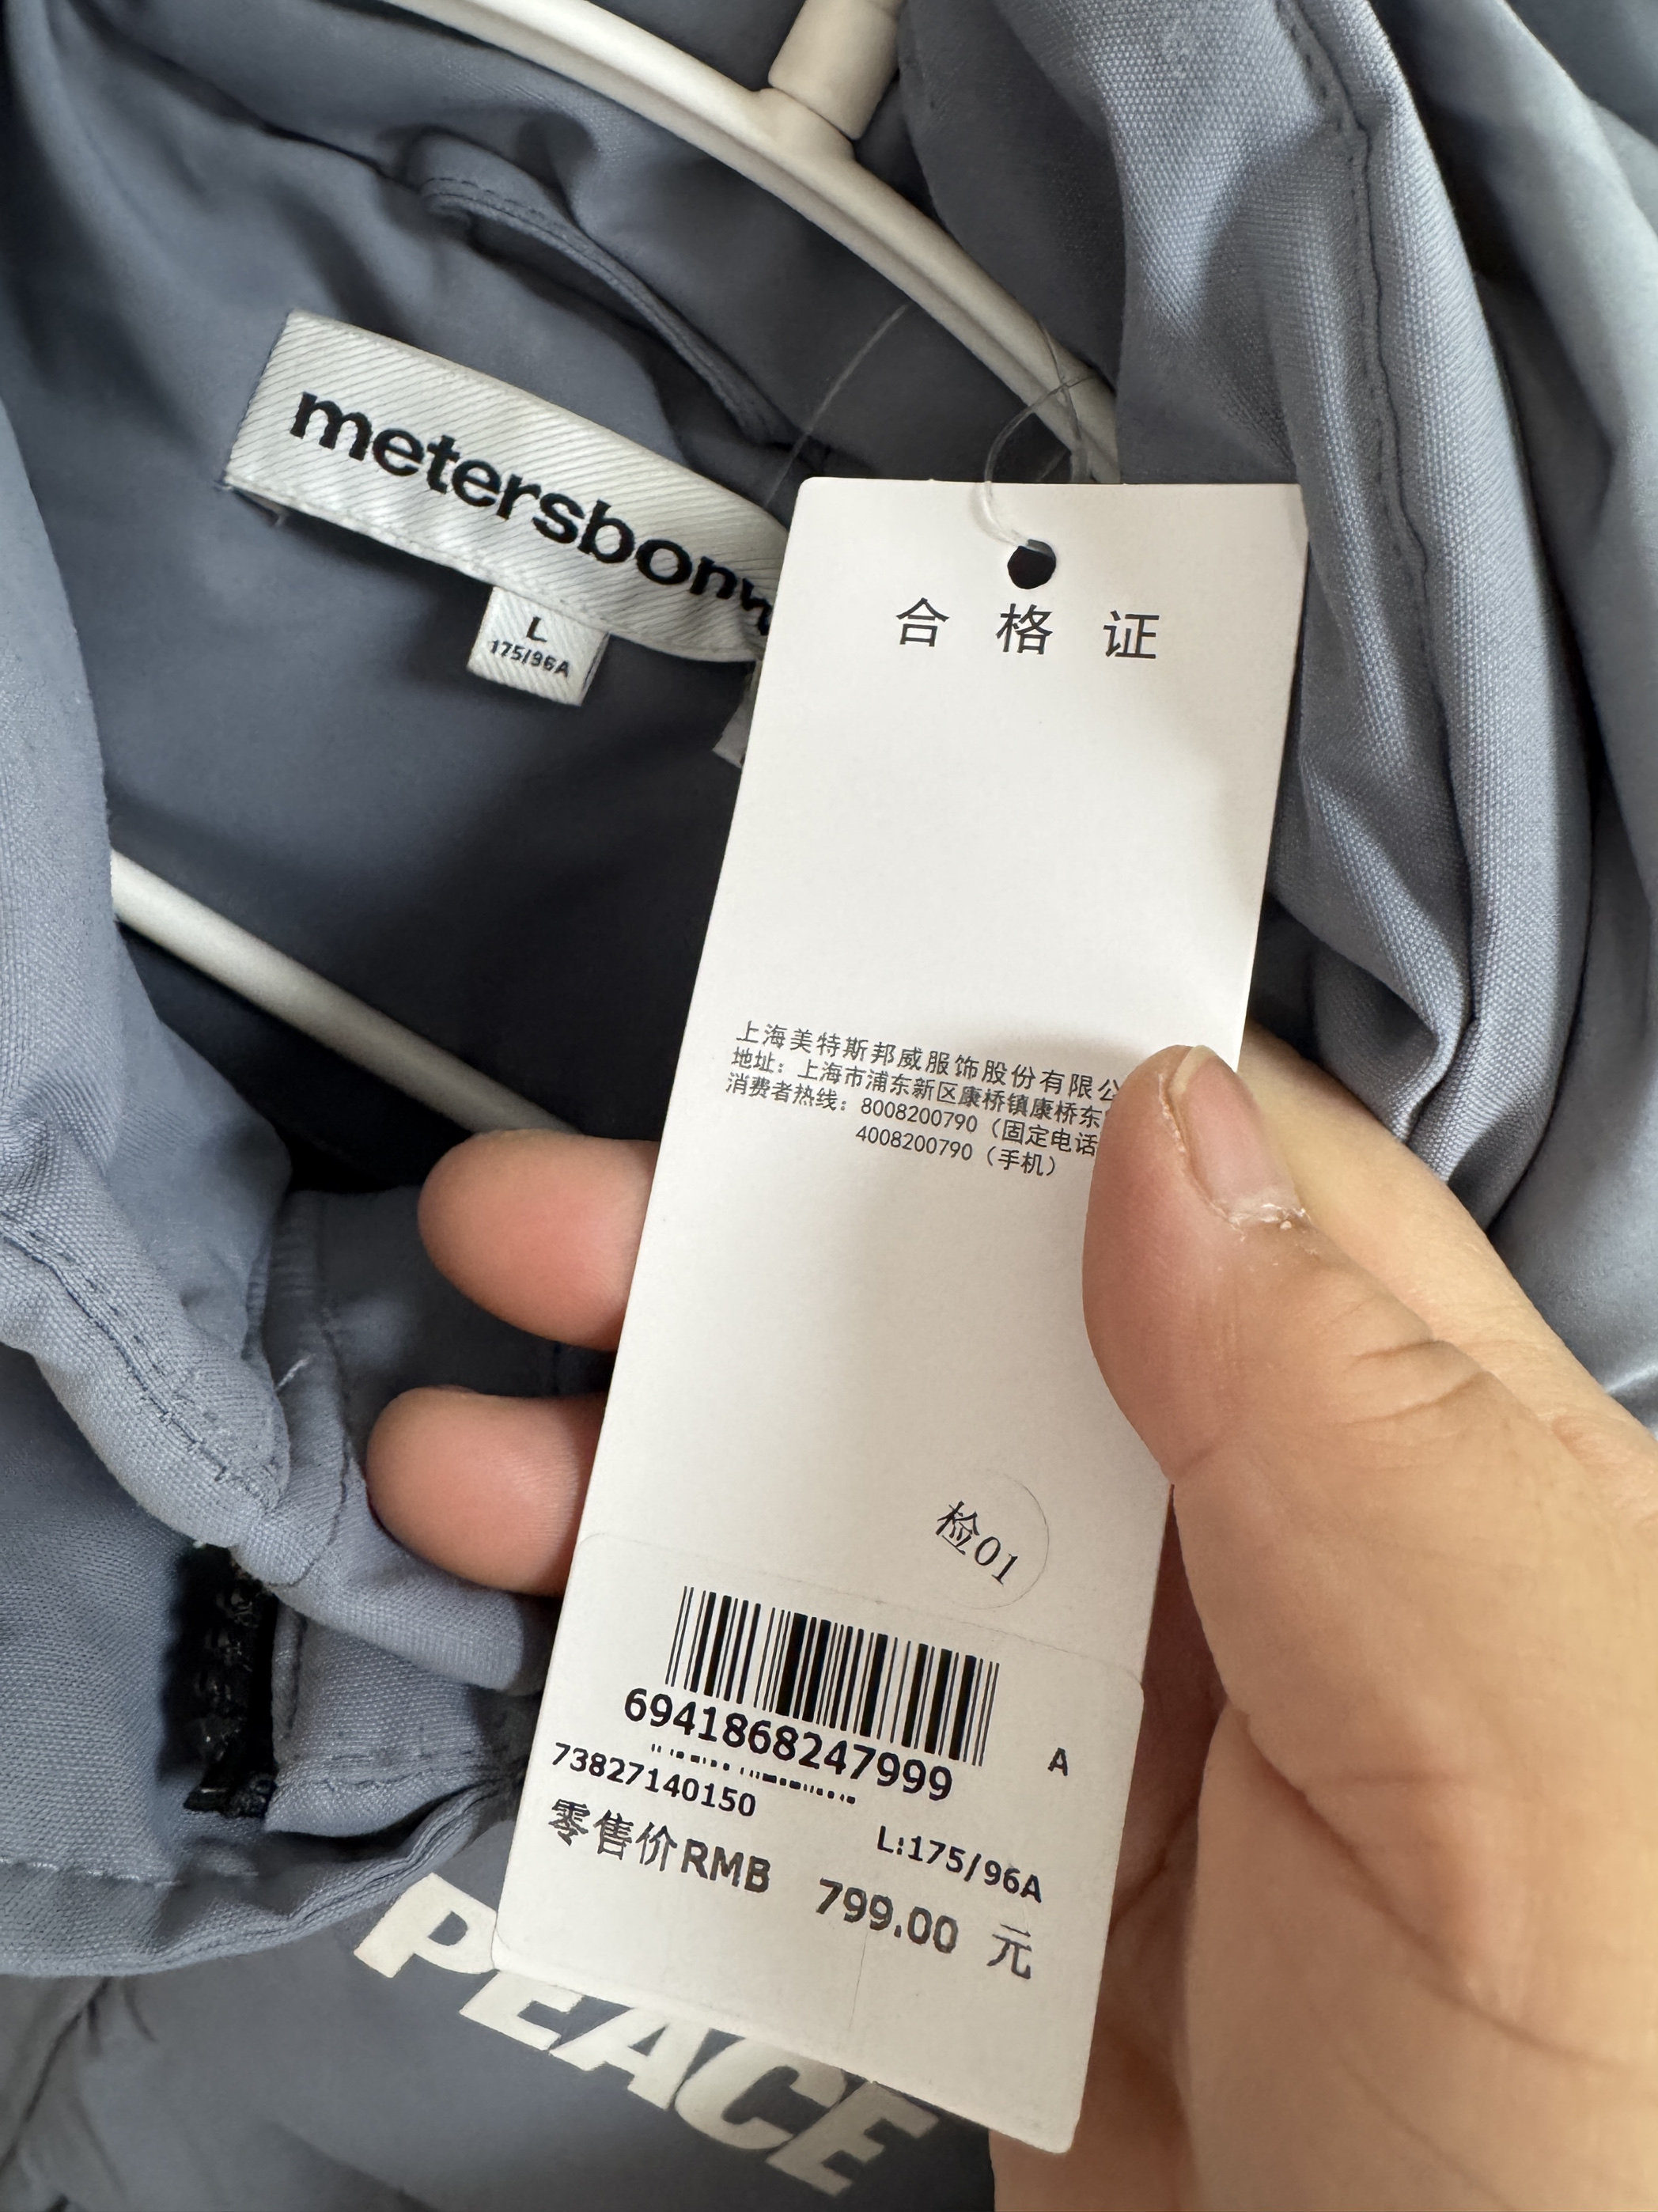 metersbonw
L
175/96A
合格证
上海美特斯邦威服饰股份有限公
地址：上海市浦东新区康桥镇康桥东
消费者热线：8008200790（固定电话
4008200790（手机）
检01
6941868247999
A
73827140150
L:175/96A
零售价RMB 799.00 元
PEACE